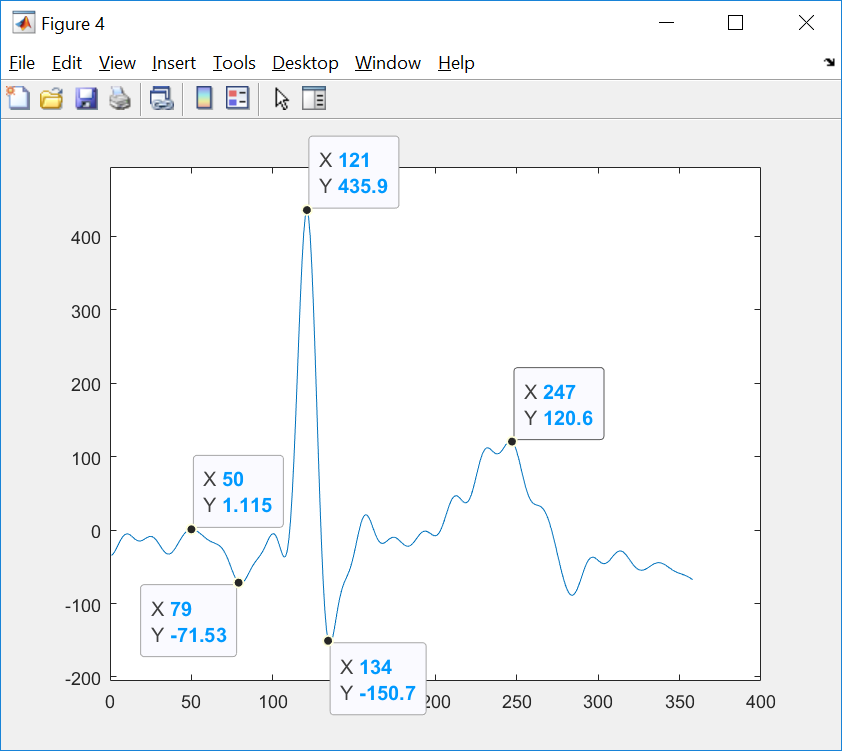 Figure 4
File Edit View Insert Tools Desktop Window Help
X 121
Y 435.9
400
300
X 247
Y 120.6
200
100
X 50
Y 1.115
0
X 79
Y -71.53
-100
X 134
Y -150.7
-200
0 50 100 200 250 300 350 400